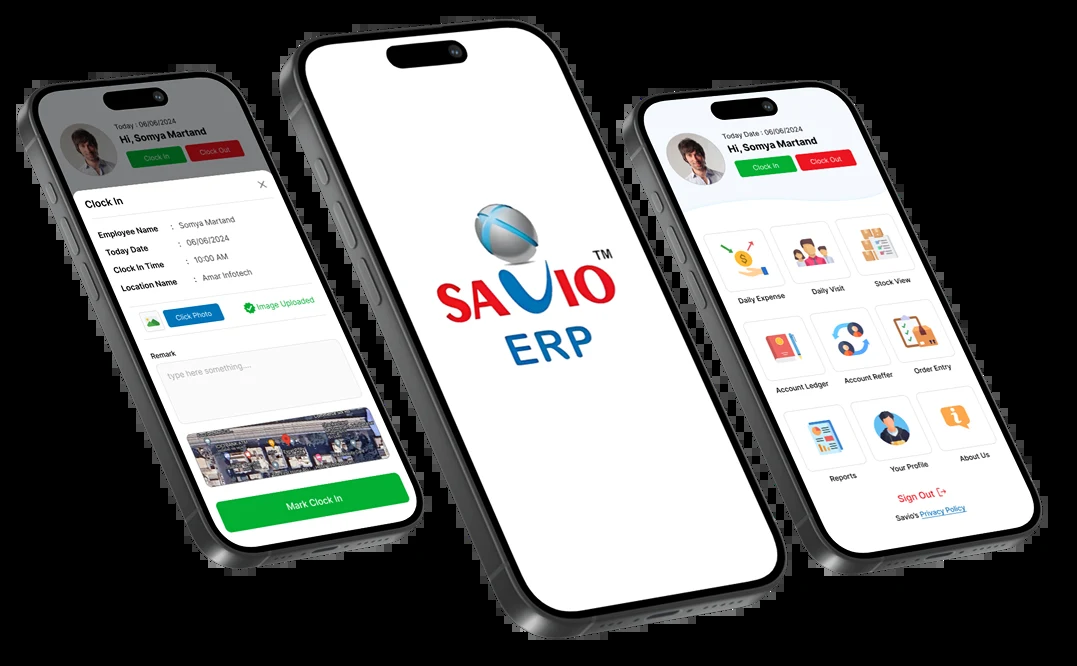 Today : 06/06/2024
Hi, Somya Martand
Clock In
Clock Out
Clock In
Employee Name : Somya Martand
Today Date : 06/06/2024
Clock In Time : 10:00 AM
Location Name : Amar Infotech
Click Photo
Image Uploaded
Remark
type here something....
Mark Clock In
SAVIO TM
ERP
Today Date : 06/06/2024
Hi, Somya Martand
Clock In
Clock Out
Daily Expense
Daily Visit
Stock View
Account Ledger
Account Reffer
Order Entry
Reports
Your Profile
About Us
Sign Out
Savio's Privacy Policy